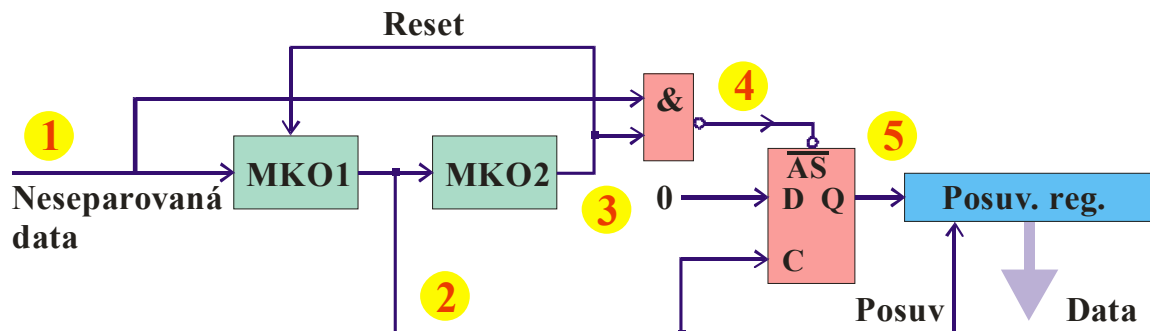 Reset
1
&
4
5
MKO1
MKO2
AS
Neseparovaná
data
3
0
D Q
Posuv. reg.
C
2
Posuv
Data